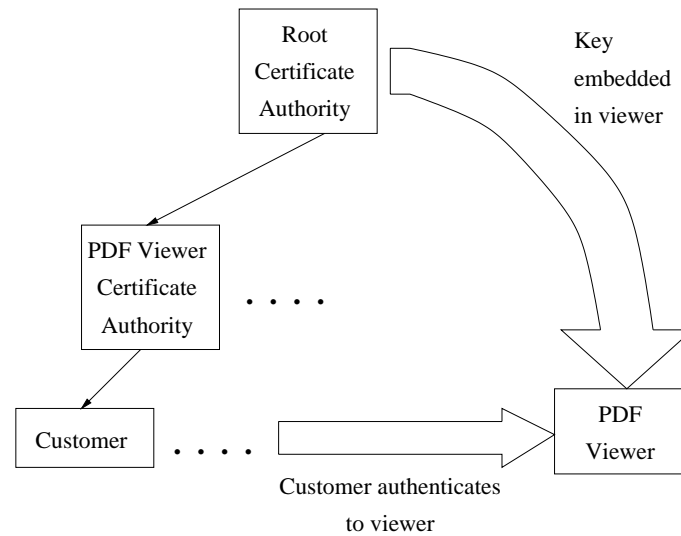 Root
Certificate
Authority
Key
embedded
in viewer
PDF Viewer
Certificate
Authority
Customer
PDF
Viewer
Customer authenticates
to viewer